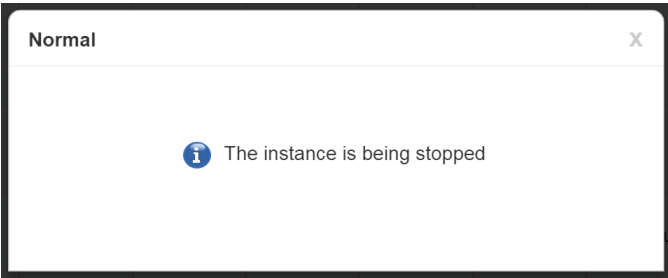 Normal X
The instance is being stopped